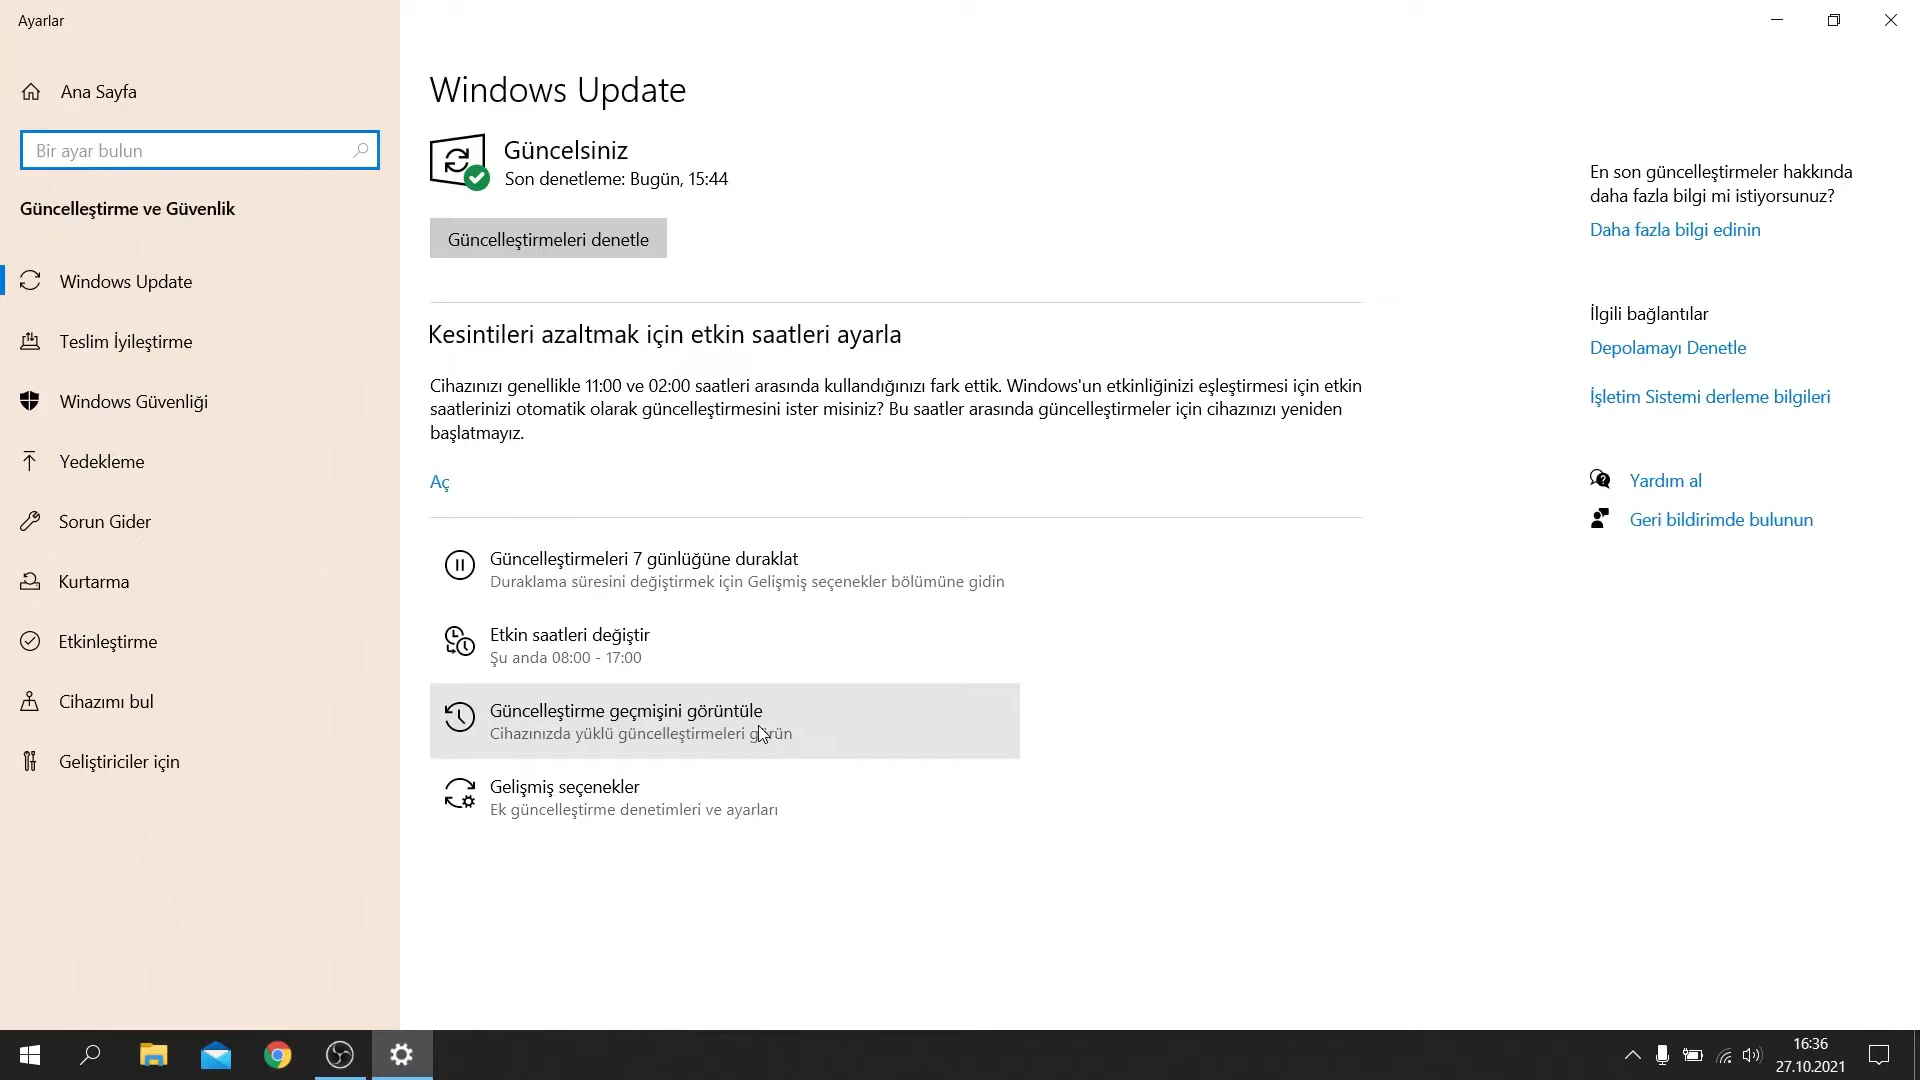 Ayarlar
Ana Sayfa
Bir ayar bulun
Güncelleştirme ve Güvenlik
Windows Update
Teslim İyileştirme
Windows Güvenliği
Yedekleme
Sorun Gider
Kurtarma
Etkinleştirme
Cihazımı bul
Geliştiriciler için
Windows Update
Güncelsiniz
Son denetleme: Bugün, 15:44
Güncelleştirmeleri denetle
Kesintileri azaltmak için etkin saatleri ayarla
Cihazınızı genellikle 11:00 ve 02:00 saatleri arasında kullandığınızı fark ettik. Windows'un etkinliğinizi eşleştirmesi için etkin
saatlerinizi otomatik olarak güncelleştirmesini ister misiniz? Bu saatler arasında güncelleştirmeler için cihazınızı yeniden
başlatmayız.
Aç
Güncelleştirmeleri 7 günlüğüne duraklat
Duraklama süresini değiştirmek için Gelişmiş seçenekler bölümüne gidin
Etkin saatleri değiştir
Şu anda 08:00 - 17:00
Güncelleştirme geçmişini görüntüle
Cihazınızda yüklü güncelleştirmeleri görün
Gelişmiş seçenekler
Ek güncelleştirme denetimleri ve ayarları
En son güncelleştirmeler hakkında
daha fazla bilgi mi istiyorsunuz?
Daha fazla bilgi edinin
İlgili bağlantılar
Depolamayı Denetle
İşletim Sistemi derleme bilgileri
Yardım al
Geri bildirimde bulunun
16:36
27.10.2021